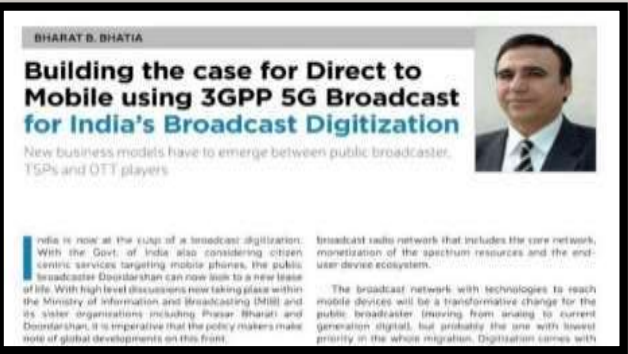 BHARAT B. BHATIA
Building the case for Direct to
Mobile using 3GPP 5G Broadcast
for India's Broadcast Digitization
New business models have to emerge between public broadcaster,
TSPs and OTT players
India is now at the cusp of a broadcast digitization.
With the Govt. of India also considering citizen
centric services targeting mobile phones, the public
broadcaster Doordarshan can now look to a new lease
of life. With high level discussions now taking place within
the Ministry of Information and Broadcasting (MIB) and
its sister organizations including Prasar Bharati and
Doordarshan, it is imperative that the policy makers make
note of global developments on this front.
broadcast radio network that includes the core network,
monetization of the spectrum resources and the end-
user device ecosystem.
The broadcast network with technologies to reach
mobile devices will be a transformative change for the
public broadcaster (moving from analog to current
generation digital), but probably the one with lowest
priority in the whole migration. Digitization comes with